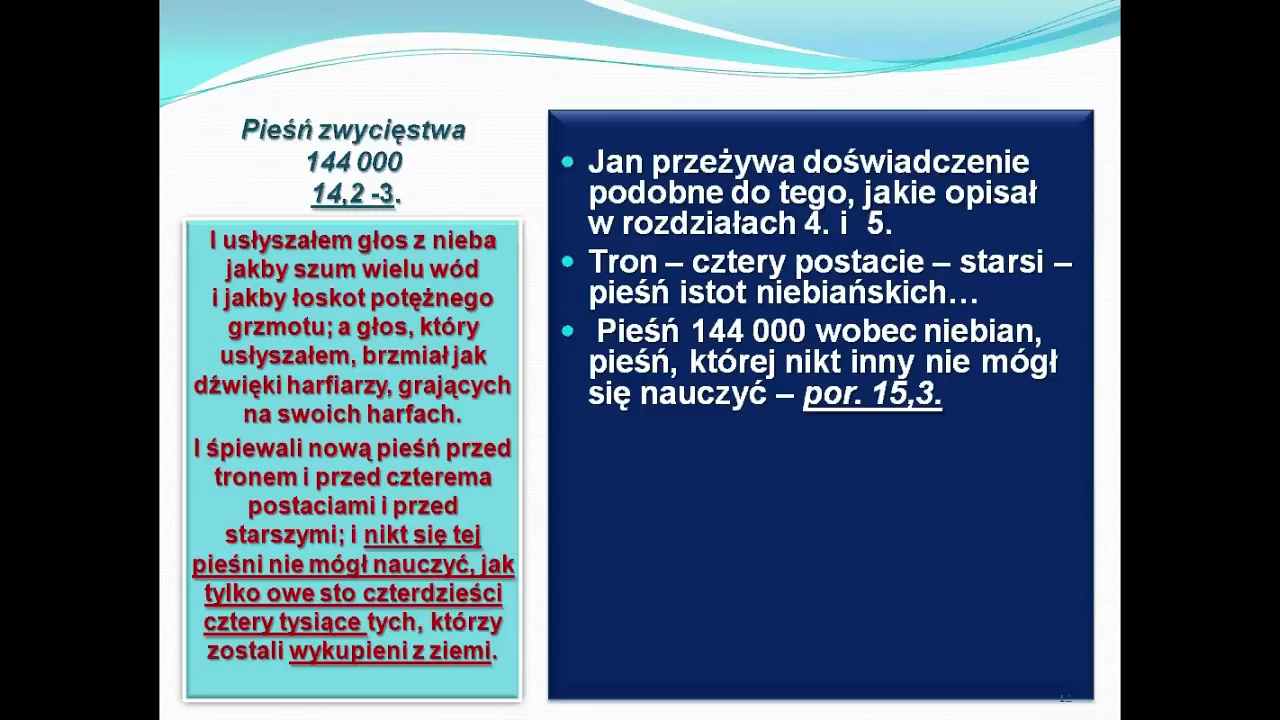 Pieśń zwycięstwa
144 000
14,2 -3.
I usłyszałem głos z nieba
jakby szum wielu wód
i jakby łoskot potężnego
grzmotu; a głos, który
usłyszałem, brzmiał jak
dźwięki harfiarzy, grających
na swoich harfach.
I śpiewali nową pieśń przed
tronem i przed czterema
postaciami i przed
starszymi; i nikt się tej
pieśni nie mógł nauczyć, jak
tylko owe sto czterdzieści
cztery tysiące tych, którzy
zostali wykupieni z ziemi.
• Jan przeżywa doświadczenie
podobne do tego, jakie opisał
w rozdziałach 4. i 5.
• Tron – cztery postacie – starsi –
pieśń istot niebiańskich…
• Pieśń 144 000 wobec niebian,
pieśń, której nikt inny nie mógł
się nauczyć – por. 15,3.